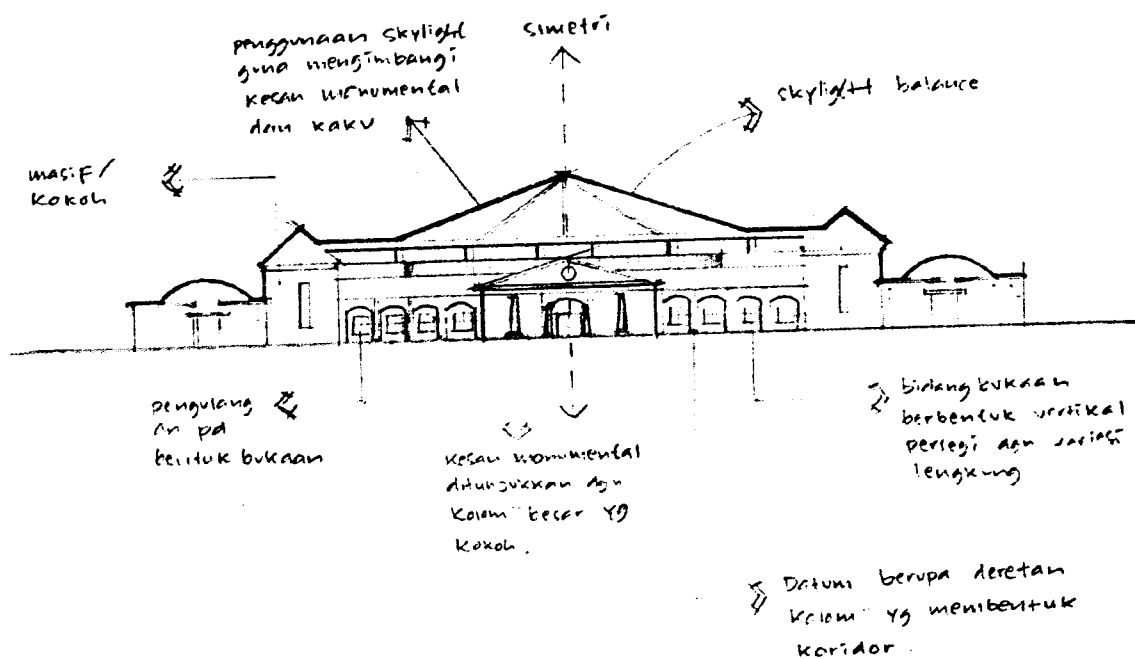 penggunaan skylight
guna mengimbangi
kesan monumental
dan kaku
simetri
skylight balance
masif/
kokoh
pengulang
an pd
bentuk bukaan
kesan monumental
ditunjukkan dgn
kolom" besar yg
kokoh.
bidang bukaan
berbentuk vertikal
persegi dgn variasi
lengkung
Datum berupa deretan
kolom" yg membentuk
koridor.